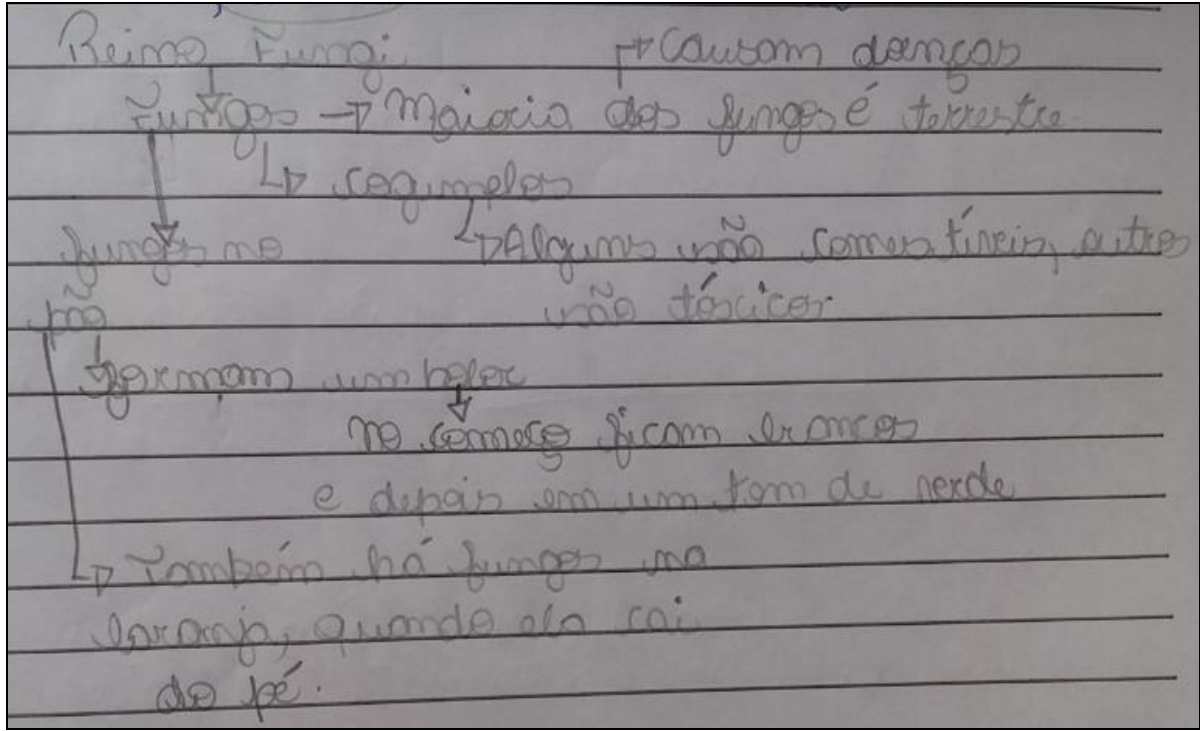 Reino Fungi → Causam doenças
Fungos → Maioria dos fungos é terrestre
↳ cogumelos
fungos no ↳ Alguns são comestíveis, outros
pão são tóxicos
formam um bolor
no começo ficam brancos
e depois em um tom de verde
↳ Também há fungos na
laranja, quando ela cai
do pé.